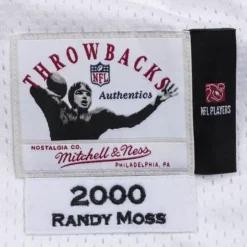 THROWBACKS
NFL
Authentics
NOSTALGIA CO.
Mitchell & Ness
PHILADELPHIA, PA
NFL PLAYERS
2000
RANDY MOSS